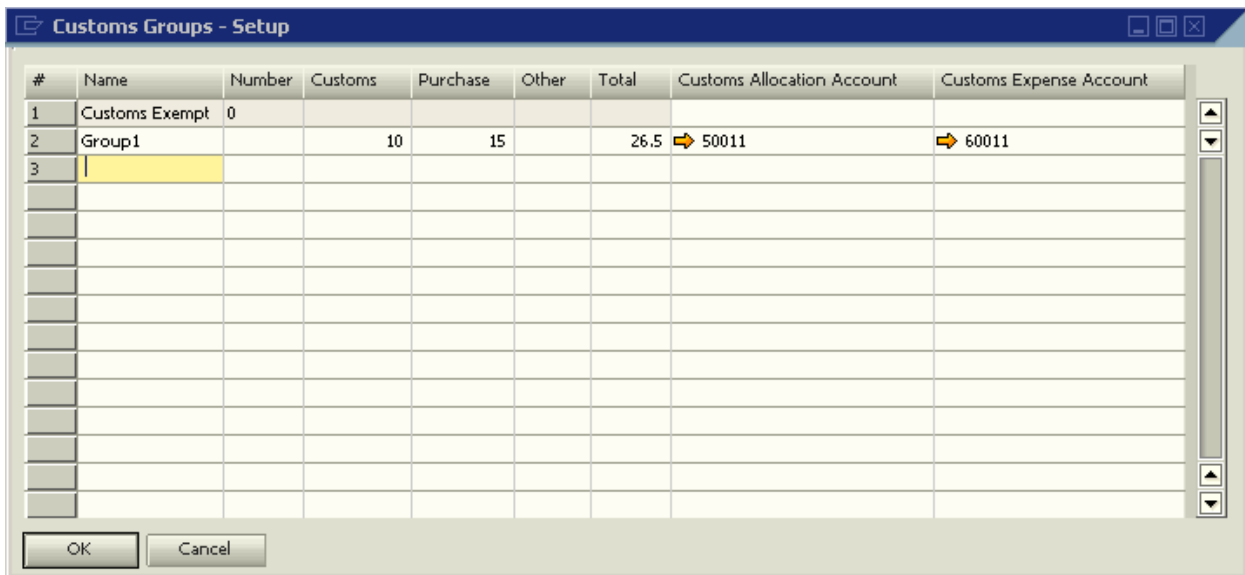 Customs Groups - Setup
# Name Number Customs Purchase Other Total Customs Allocation Account Customs Expense Account
1 Customs Exempt 0
2 Group1 10 15 26.5 50011 60011
3
OK Cancel